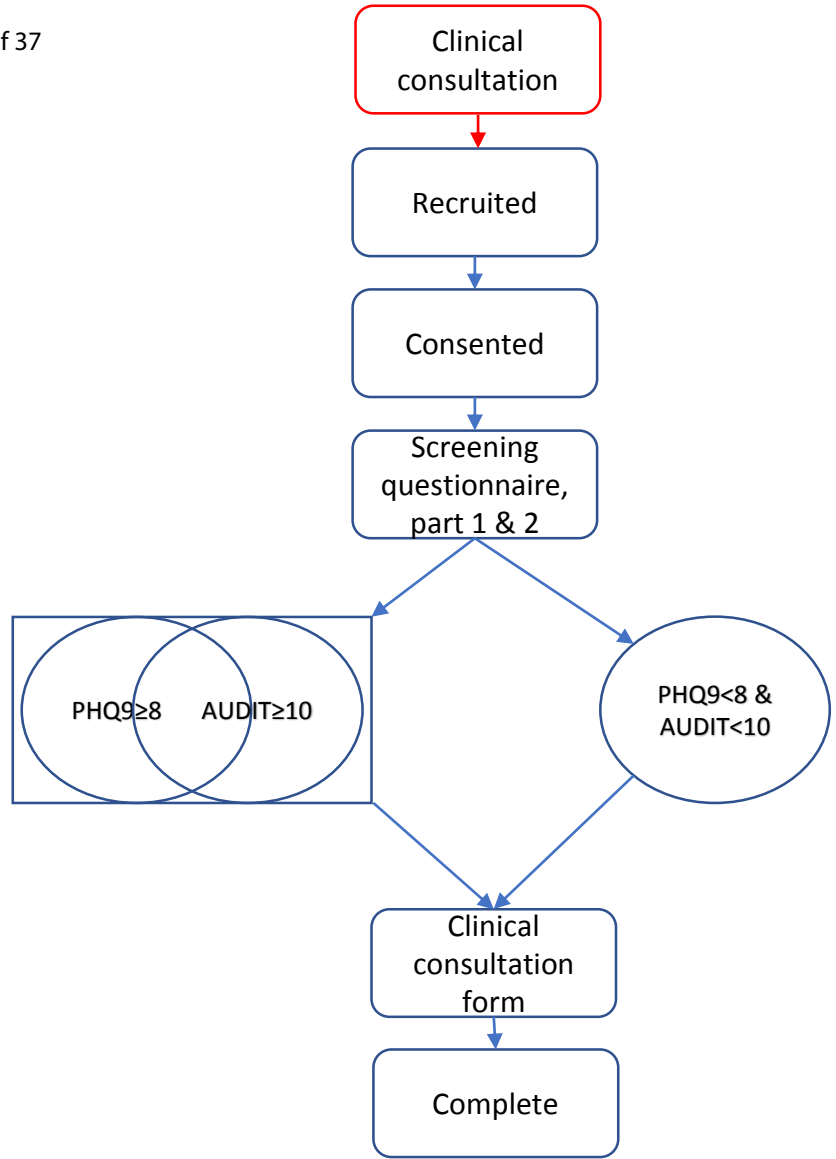 f 37
Clinical
consultation
Recruited
Consented
Screening
questionnaire,
part 1 & 2
PHQ9≥8
AUDIT≥10
PHQ9<8 &
AUDIT<10
Clinical
consultation
form
Complete